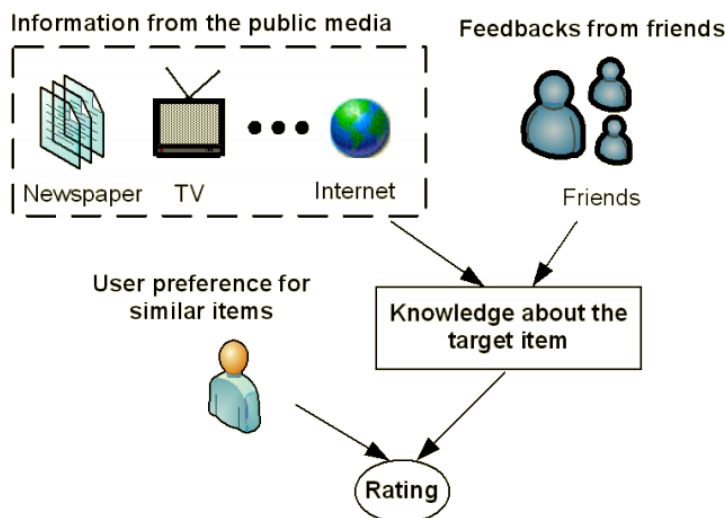 Information from the public media
Feedbacks from friends
Newspaper
TV
Internet
Friends
User preference for
similar items
Knowledge about the
target item
Rating